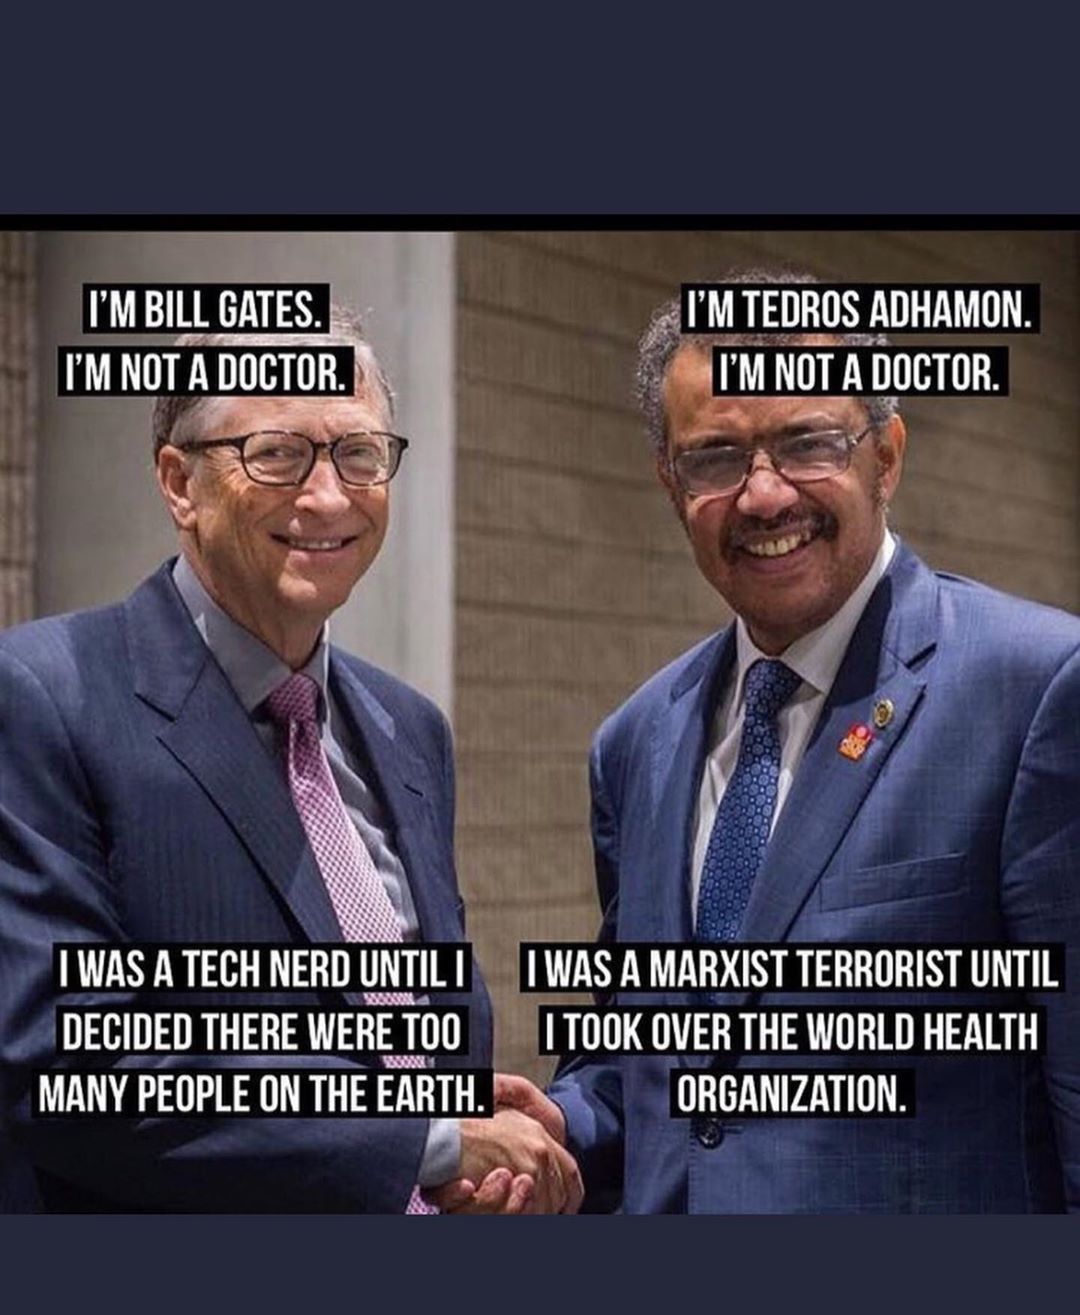 I'M BILL GATES.
I'M NOT A DOCTOR.
I'M TEDROS ADHAMON.
I'M NOT A DOCTOR.
I WAS A TECH NERD UNTIL I
DECIDED THERE WERE TOO
MANY PEOPLE ON THE EARTH.
I WAS A MARXIST TERRORIST UNTIL
I TOOK OVER THE WORLD HEALTH
ORGANIZATION.